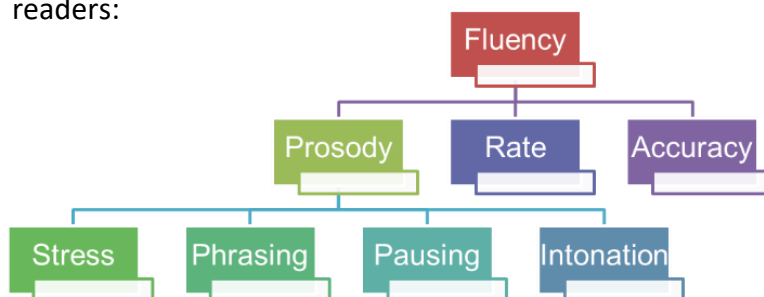 readers:
Fluency
Prosody Rate Accuracy
Stress Phrasing Pausing Intonation